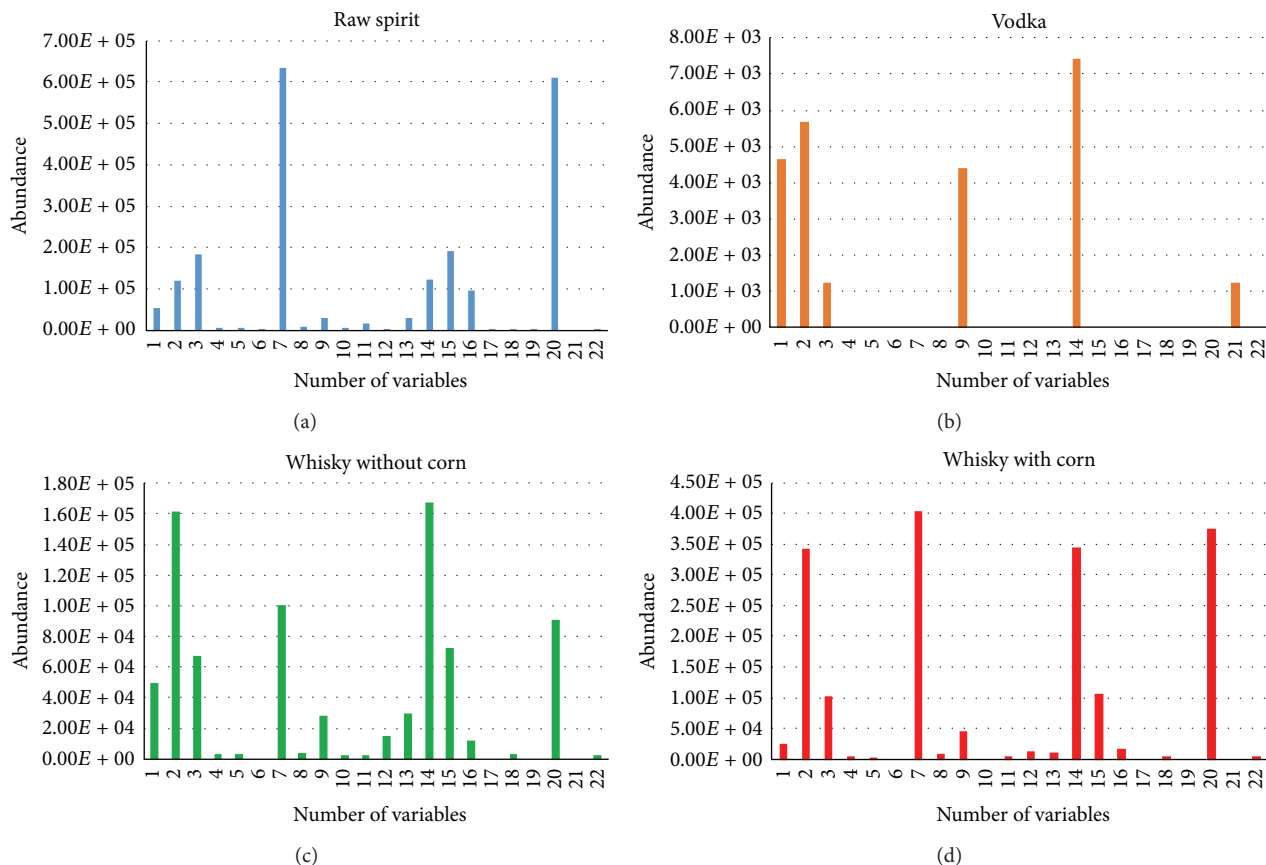 Raw spirit
7.00E + 05
6.00E + 05
5.00E + 05
4.00E + 05
3.00E + 05
2.00E + 05
1.00E + 05
0.00E + 00
Abundance
1 2 3 4 5 6 7 8 9 10 11 12 13 14 15 16 17 18 19 20 21 22
Number of variables
(a)
Vodka
8.00E + 03
7.00E + 03
6.00E + 03
5.00E + 03
4.00E + 03
3.00E + 03
2.00E + 03
1.00E + 03
0.00E + 00
Abundance
1 2 3 4 5 6 7 8 9 10 11 12 13 14 15 16 17 18 19 20 21 22
Number of variables
(b)
Whisky without corn
1.80E + 05
1.60E + 05
1.40E + 05
1.20E + 05
1.00E + 05
8.00E + 04
6.00E + 04
4.00E + 04
2.00E + 04
0.00E + 00
Abundance
1 2 3 4 5 6 7 8 9 10 11 12 13 14 15 16 17 18 19 20 21 22
Number of variables
(c)
Whisky with corn
4.50E + 05
4.00E + 05
3.50E + 05
3.00E + 05
2.50E + 05
2.00E + 05
1.50E + 05
1.00E + 05
5.00E + 04
0.00E + 00
Abundance
1 2 3 4 5 6 7 8 9 10 11 12 13 14 15 16 17 18 19 20 21 22
Number of variables
(d)